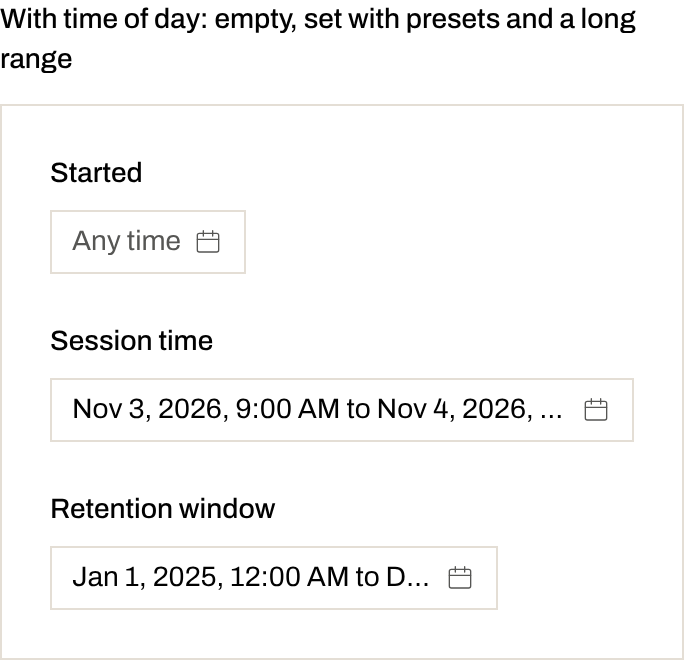 With time of day: empty, set with presets and a long
range
Started
Any time
Session time
Nov 3, 2026, 9:00 AM to Nov 4, 2026, ...
Retention window
Jan 1, 2025, 12:00 AM to D...